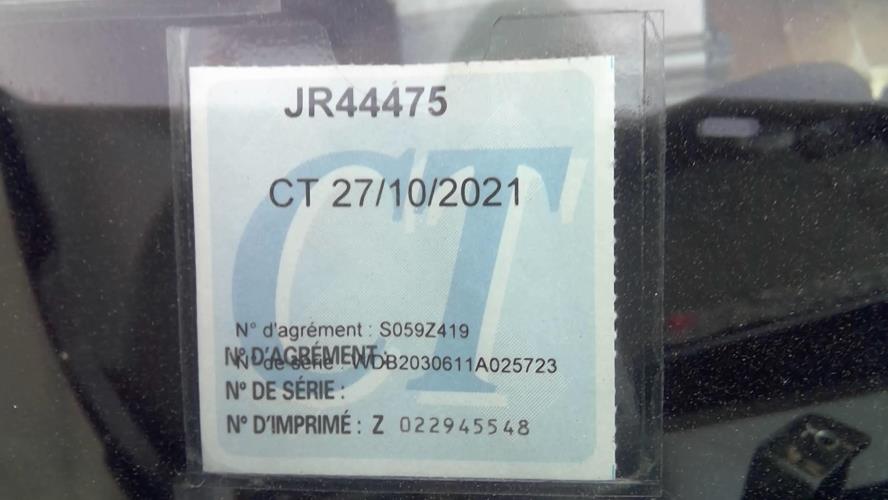 JR44475
CT 27/10/2021
CT
N° d'agrément : S059Z419
N° D'AGRÉMENT :
N° de série : WDB2030611A025723
N° DE SÉRIE :
N° D'IMPRIMÉ : Z 022945548